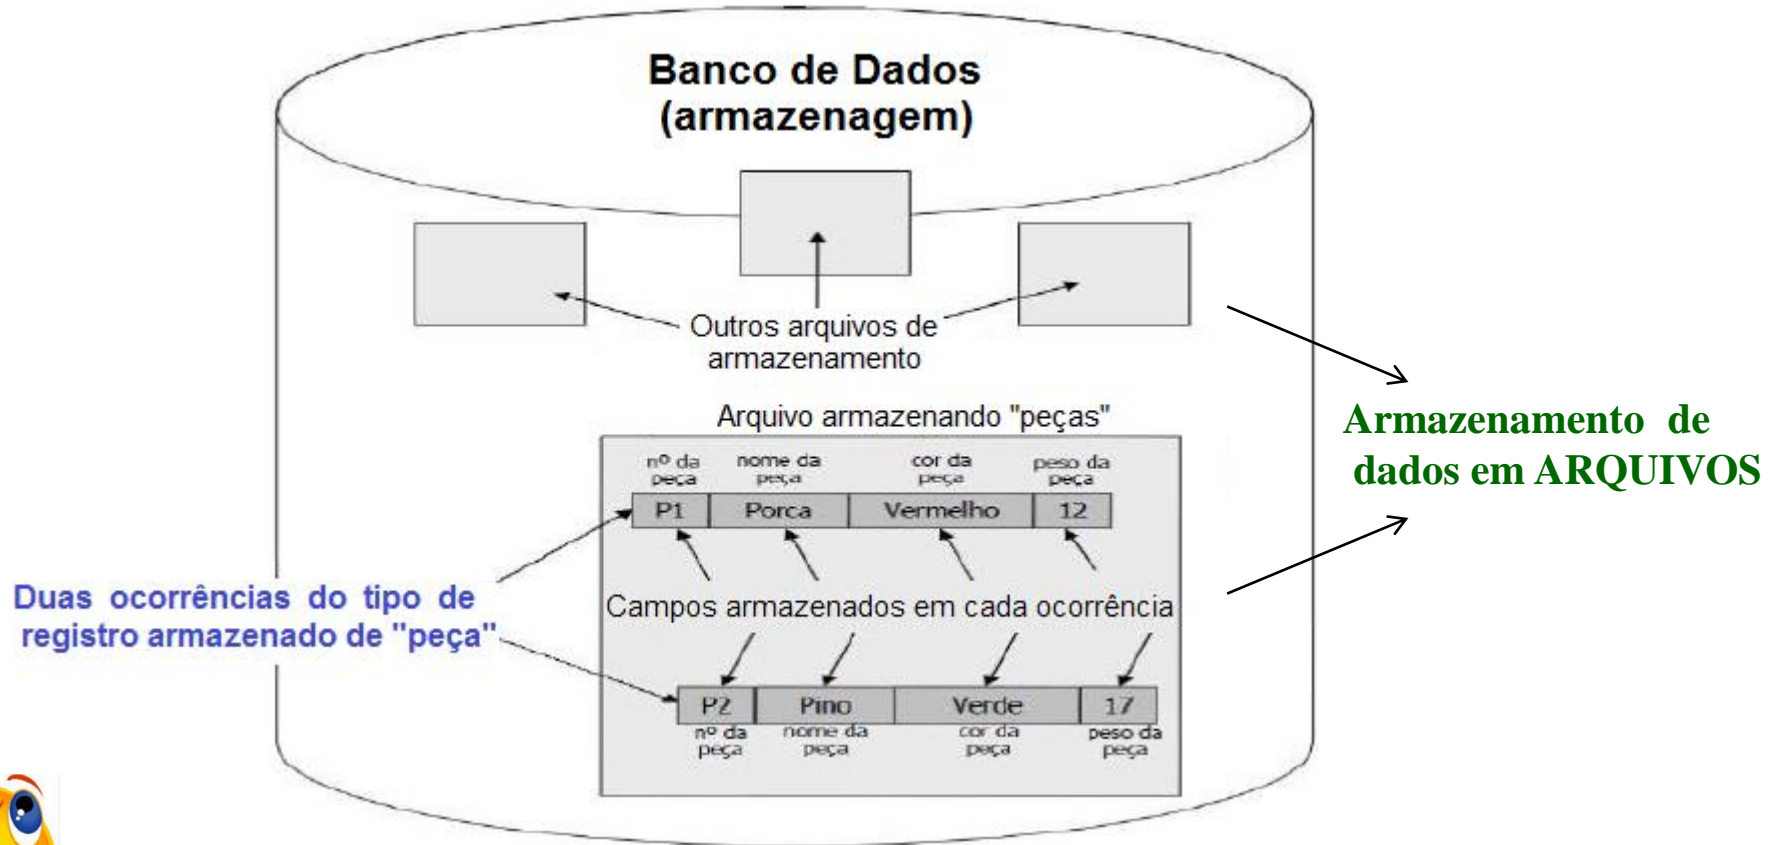 Banco de Dados
(armazenagem)
Outros arquivos de
armazenamento
Arquivo armazenando "peças"
nº da peça
nome da peça
cor da peça
peso da peça
P1 Porca Vermelho 12
Campos armazenados em cada ocorrência
P2 Pino Verde 17
nº da peça
nome da peça
cor da peça
peso da peça
Duas ocorrências do tipo de
registro armazenado de "peça"
Armazenamento de
dados em ARQUIVOS